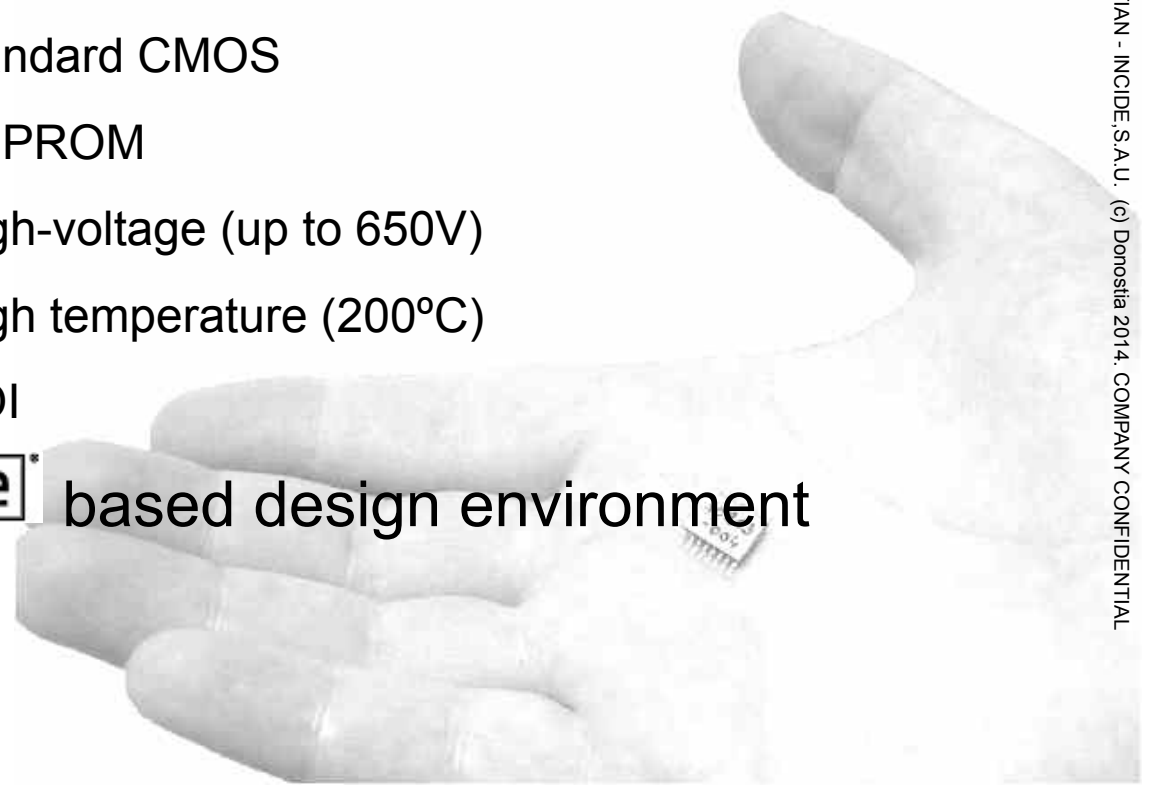 ndard CMOS
PROM
gh-voltage (up to 650V)
gh temperature (200ºC)
OI
e based design environment
IAN - INCIDE,S.A.U. (c) Donostia 2014. COMPANY CONFIDENTIAL